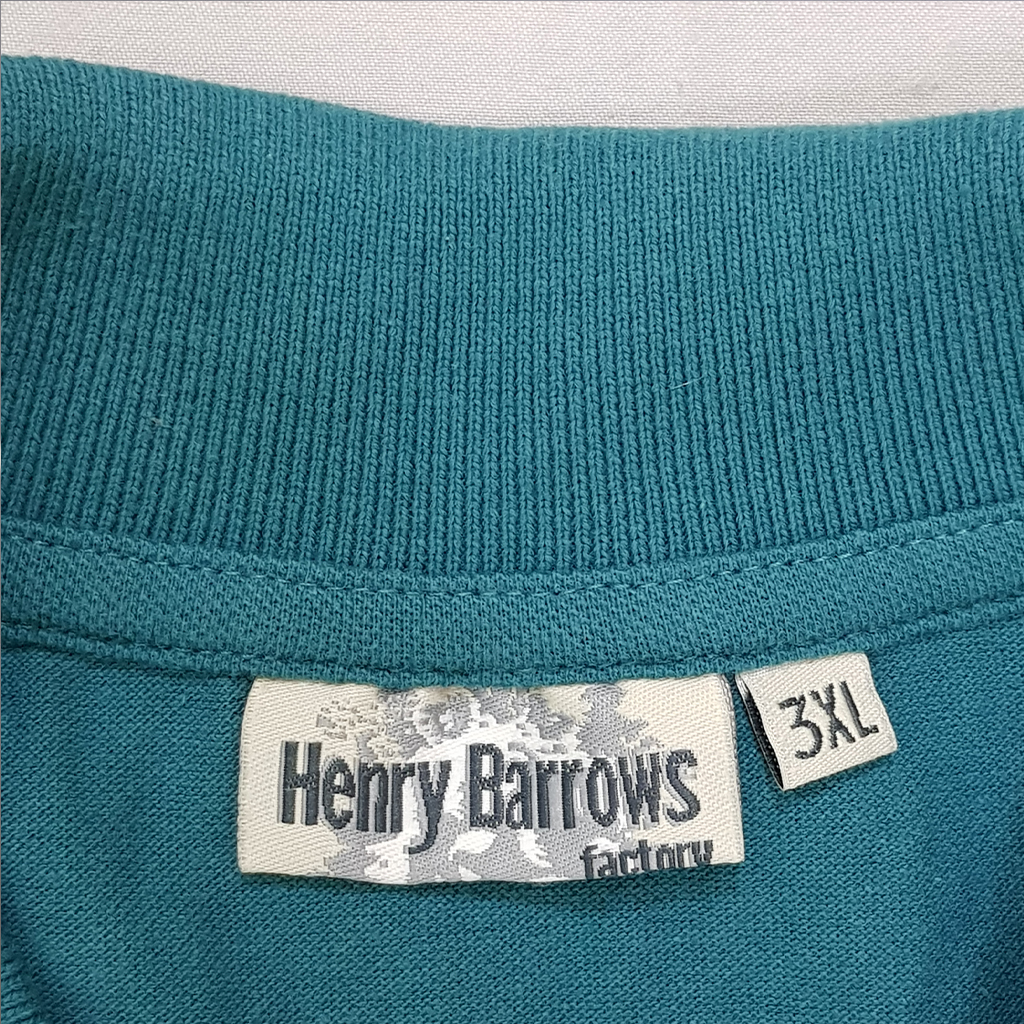 Henry Barrows
factory
3XL